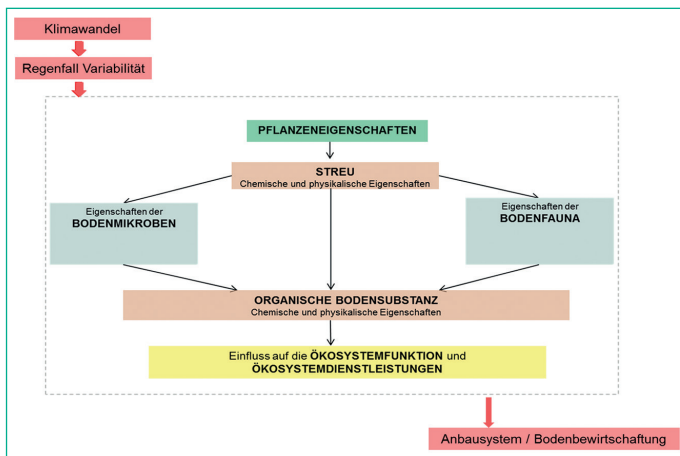 Klimawandel
Regenfall Variabilität
PFLANZENEIGENSCHAFTEN
STREU
Chemische und physikalische Eigenschaften
Eigenschaften der
BODENMIKROBEN
Eigenschaften der
BODENFAUNA
ORGANISCHE BODENSUBSTANZ
Chemische und physikalische Eigenschaften
Einfluss auf die ÖKOSYSTEMFUNKTION und
ÖKOSYSTEMDIENSTLEISTUNGEN
Anbausystem / Bodenbewirtschaftung